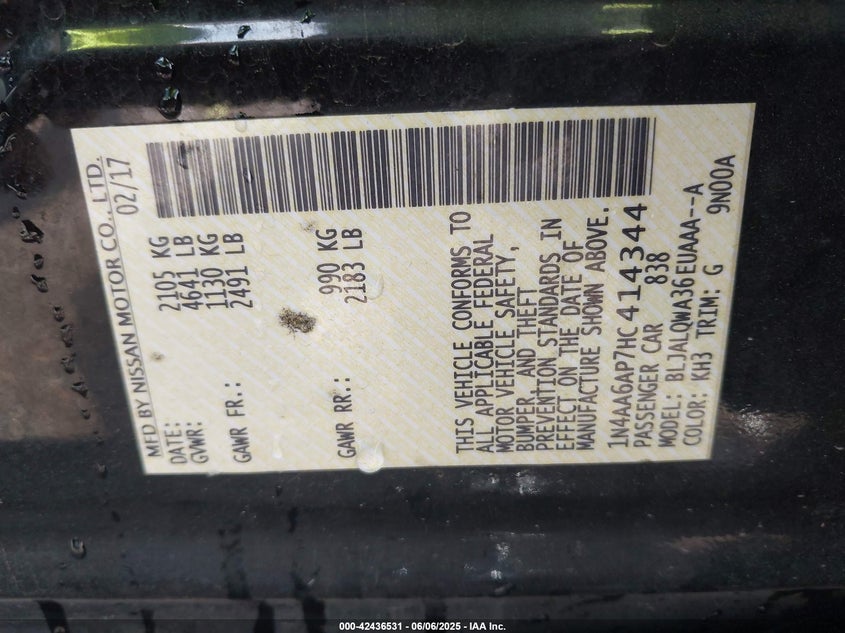 MFD BY NISSAN MOTOR CO., LTD.
DATE: 02/17
GVWR: 2105 KG
4641 LB
GAWR FR.: 1130 KG
2491 LB
GAWR RR.: 990 KG
2183 LB
THIS VEHICLE CONFORMS TO
ALL APPLICABLE FEDERAL
MOTOR VEHICLE SAFETY,
BUMPER, AND THEFT
PREVENTION STANDARDS IN
EFFECT ON THE DATE OF
MANUFACTURE SHOWN ABOVE.
1N4AA6AP7HC414344
PASSENGER CAR 838
MODEL: BLJALQWA36EUAAA--A
COLOR: KH3 TRIM: G 9N00A
000-42436531 - 06/06/2025 - IAA Inc.